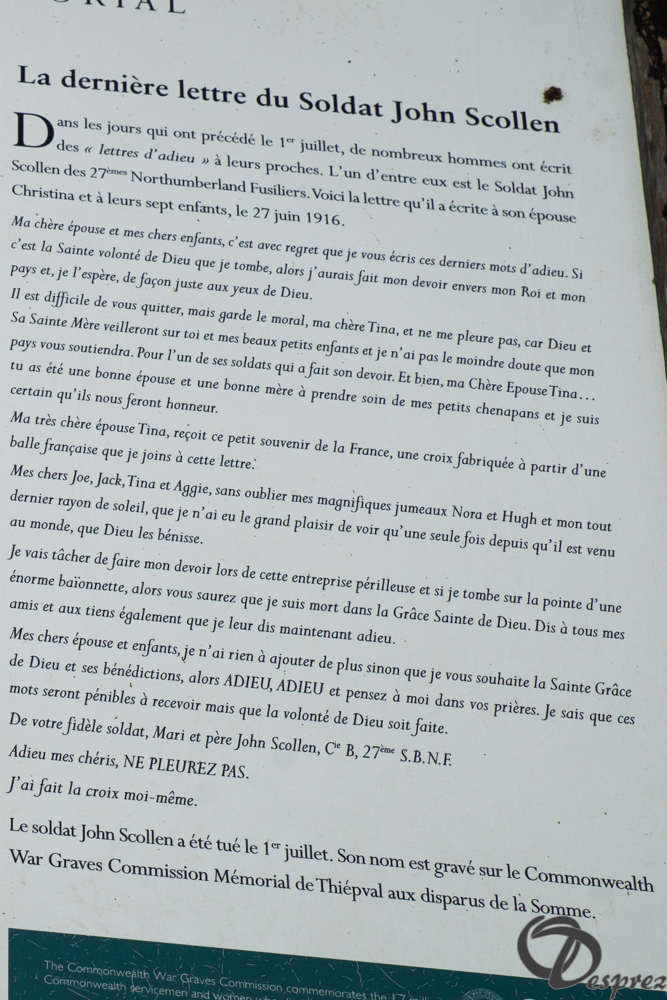 La dernière lettre du Soldat John Scollen
Dans les jours qui ont précédé le 1er juillet, de nombreux hommes ont écrit
des « lettres d'adieu » à leurs proches. L'un d'entre eux est le Soldat John
Scollen des 27èmes Northumberland Fusiliers. Voici la lettre qu'il a écrite à son épouse
Christina et à leurs sept enfants, le 27 juin 1916.
Ma chère épouse et mes chers enfants, c'est avec regret que je vous écris ces derniers mots d'adieu. Si
c'est la Sainte volonté de Dieu que je tombe, alors j'aurais fait mon devoir envers mon Roi et mon
pays et, je l'espère, de façon juste aux yeux de Dieu.
Il est difficile de vous quitter, mais garde le moral, ma chère Tina, et ne me pleure pas, car Dieu et
Sa Sainte Mère veilleront sur toi et mes beaux petits enfants et je n'ai pas le moindre doute que mon
pays vous soutiendra. Pour l'un de ses soldats qui a fait son devoir. Et bien, ma Chère Epouse Tina…
tu as été une bonne épouse et une bonne mère à prendre soin de mes petits chenapans et je suis
certain qu'ils nous feront honneur.
Ma très chère épouse Tina, reçoit ce petit souvenir de la France, une croix fabriquée à partir d'une
balle française que je joins à cette lettre.
Mes chers Joe, Jack, Tina et Aggie, sans oublier mes magnifiques jumeaux Nora et Hugh et mon tout
dernier rayon de soleil, que je n'ai eu le grand plaisir de voir qu'une seule fois depuis qu'il est venu
au monde, que Dieu les bénisse.
Je vais tâcher de faire mon devoir lors de cette entreprise périlleuse et si je tombe sur la pointe d'une
énorme baïonnette, alors vous saurez que je suis mort dans la Grâce Sainte de Dieu. Dis à tous mes
amis et aux tiens également que je leur dis maintenant adieu.
Mes chers épouse et enfants, je n'ai rien à ajouter de plus sinon que je vous souhaite la Sainte Grâce
de Dieu et ses bénédictions, alors ADIEU, ADIEU et pensez à moi dans vos prières. Je sais que ces
mots seront pénibles à recevoir mais que la volonté de Dieu soit faite.
De votre fidèle soldat, Mari et père John Scollen, Cie B, 27ème S.B.N.F.
Adieu mes chéris, NE PLEUREZ PAS.
J'ai fait la croix moi-même.
Le soldat John Scollen a été tué le 1er juillet. Son nom est gravé sur le Commonwealth
War Graves Commission Mémorial de Thiépval aux disparus de la Somme.
The Commonwealth War Graves Commission commemorates the 1.7
Commonwealth servicemen and women
Desprez